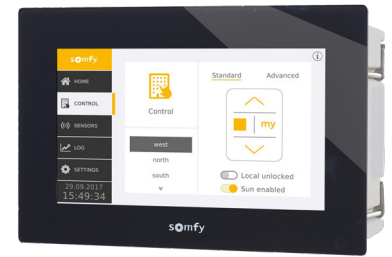 somfy
HOME
CONTROL
SENSORS
LOG
SETTINGS
29.09.2017
15:49:34
Control
west
north
south
Standard
Advanced
my
Local unlocked
Sun enabled
somfy